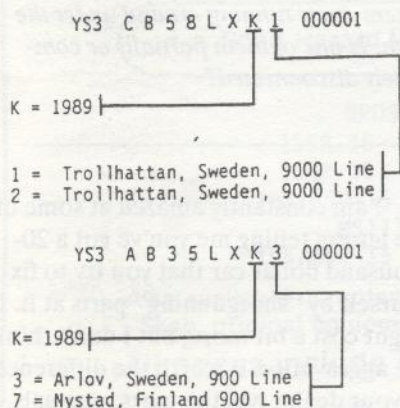 YS3 C B 5 8 L X K 1 000001
K = 1989
1 = Trollhattan, Sweden, 9000 Line
2 = Trollhattan, Sweden, 9000 Line
YS3 A B 3 5 L X K 3 000001
K= 1989
3 = Arlov, Sweden, 900 Line
7 = Nystad, Finland 900 Line